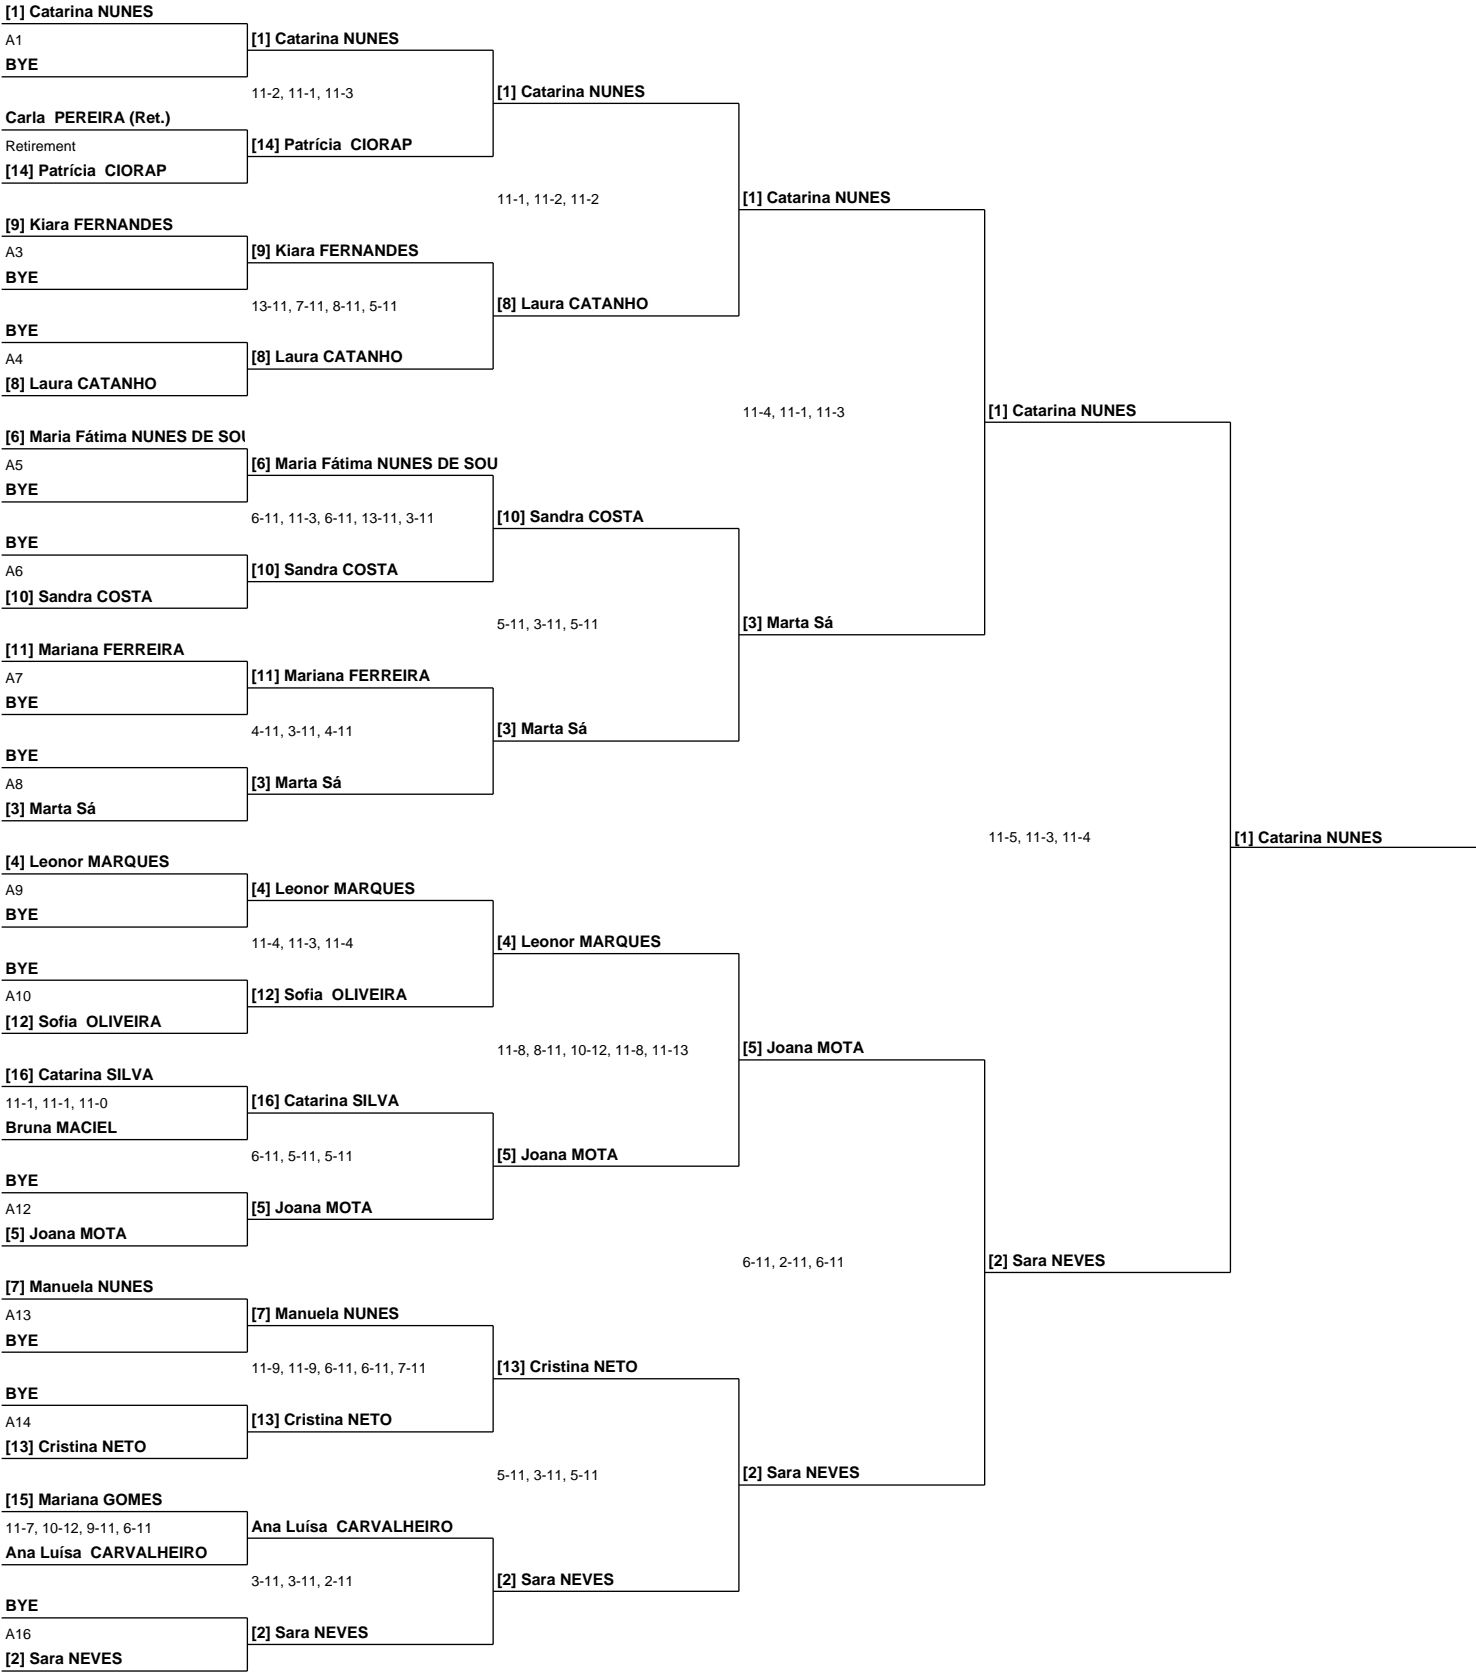 [1] Catarina NUNES
A1
BYE
Carla PEREIRA (Ret.)
Retirement
[14] Patrícia CIORAP
[9] Kiara FERNANDES
A3
BYE
BYE
A4
[8] Laura CATANHO
[6] Maria Fátima NUNES DE SOU
A5
BYE
BYE
A6
[10] Sandra COSTA
[11] Mariana FERREIRA
A7
BYE
BYE
A8
[3] Marta Sá
[4] Leonor MARQUES
A9
BYE
BYE
A10
[12] Sofia OLIVEIRA
[16] Catarina SILVA
11-1, 11-1, 11-0
Bruna MACIEL
BYE
A12
[5] Joana MOTA
[7] Manuela NUNES
A13
BYE
BYE
A14
[13] Cristina NETO
[15] Mariana GOMES
11-7, 10-12, 9-11, 6-11
Ana Luísa CARVALHEIRO
BYE
A16
[2] Sara NEVES
[1] Catarina NUNES
11-2, 11-1, 11-3
[14] Patrícia CIORAP
[9] Kiara FERNANDES
13-11, 7-11, 8-11, 5-11
[8] Laura CATANHO
[6] Maria Fátima NUNES DE SOU
6-11, 11-3, 6-11, 13-11, 3-11
[10] Sandra COSTA
[11] Mariana FERREIRA
4-11, 3-11, 4-11
[3] Marta Sá
[4] Leonor MARQUES
11-4, 11-3, 11-4
[12] Sofia OLIVEIRA
[16] Catarina SILVA
6-11, 5-11, 5-11
[5] Joana MOTA
[7] Manuela NUNES
11-9, 11-9, 6-11, 6-11, 7-11
[13] Cristina NETO
Ana Luísa CARVALHEIRO
3-11, 3-11, 2-11
[2] Sara NEVES
[1] Catarina NUNES
11-1, 11-2, 11-2
[8] Laura CATANHO
[10] Sandra COSTA
5-11, 3-11, 5-11
[3] Marta Sá
[4] Leonor MARQUES
11-8, 8-11, 10-12, 11-8, 11-13
[5] Joana MOTA
[13] Cristina NETO
5-11, 3-11, 5-11
[2] Sara NEVES
[1] Catarina NUNES
11-4, 11-1, 11-3
[3] Marta Sá
[5] Joana MOTA
6-11, 2-11, 6-11
[2] Sara NEVES
[1] Catarina NUNES
11-5, 11-3, 11-4
[2] Sara NEVES
[1] Catarina NUNES